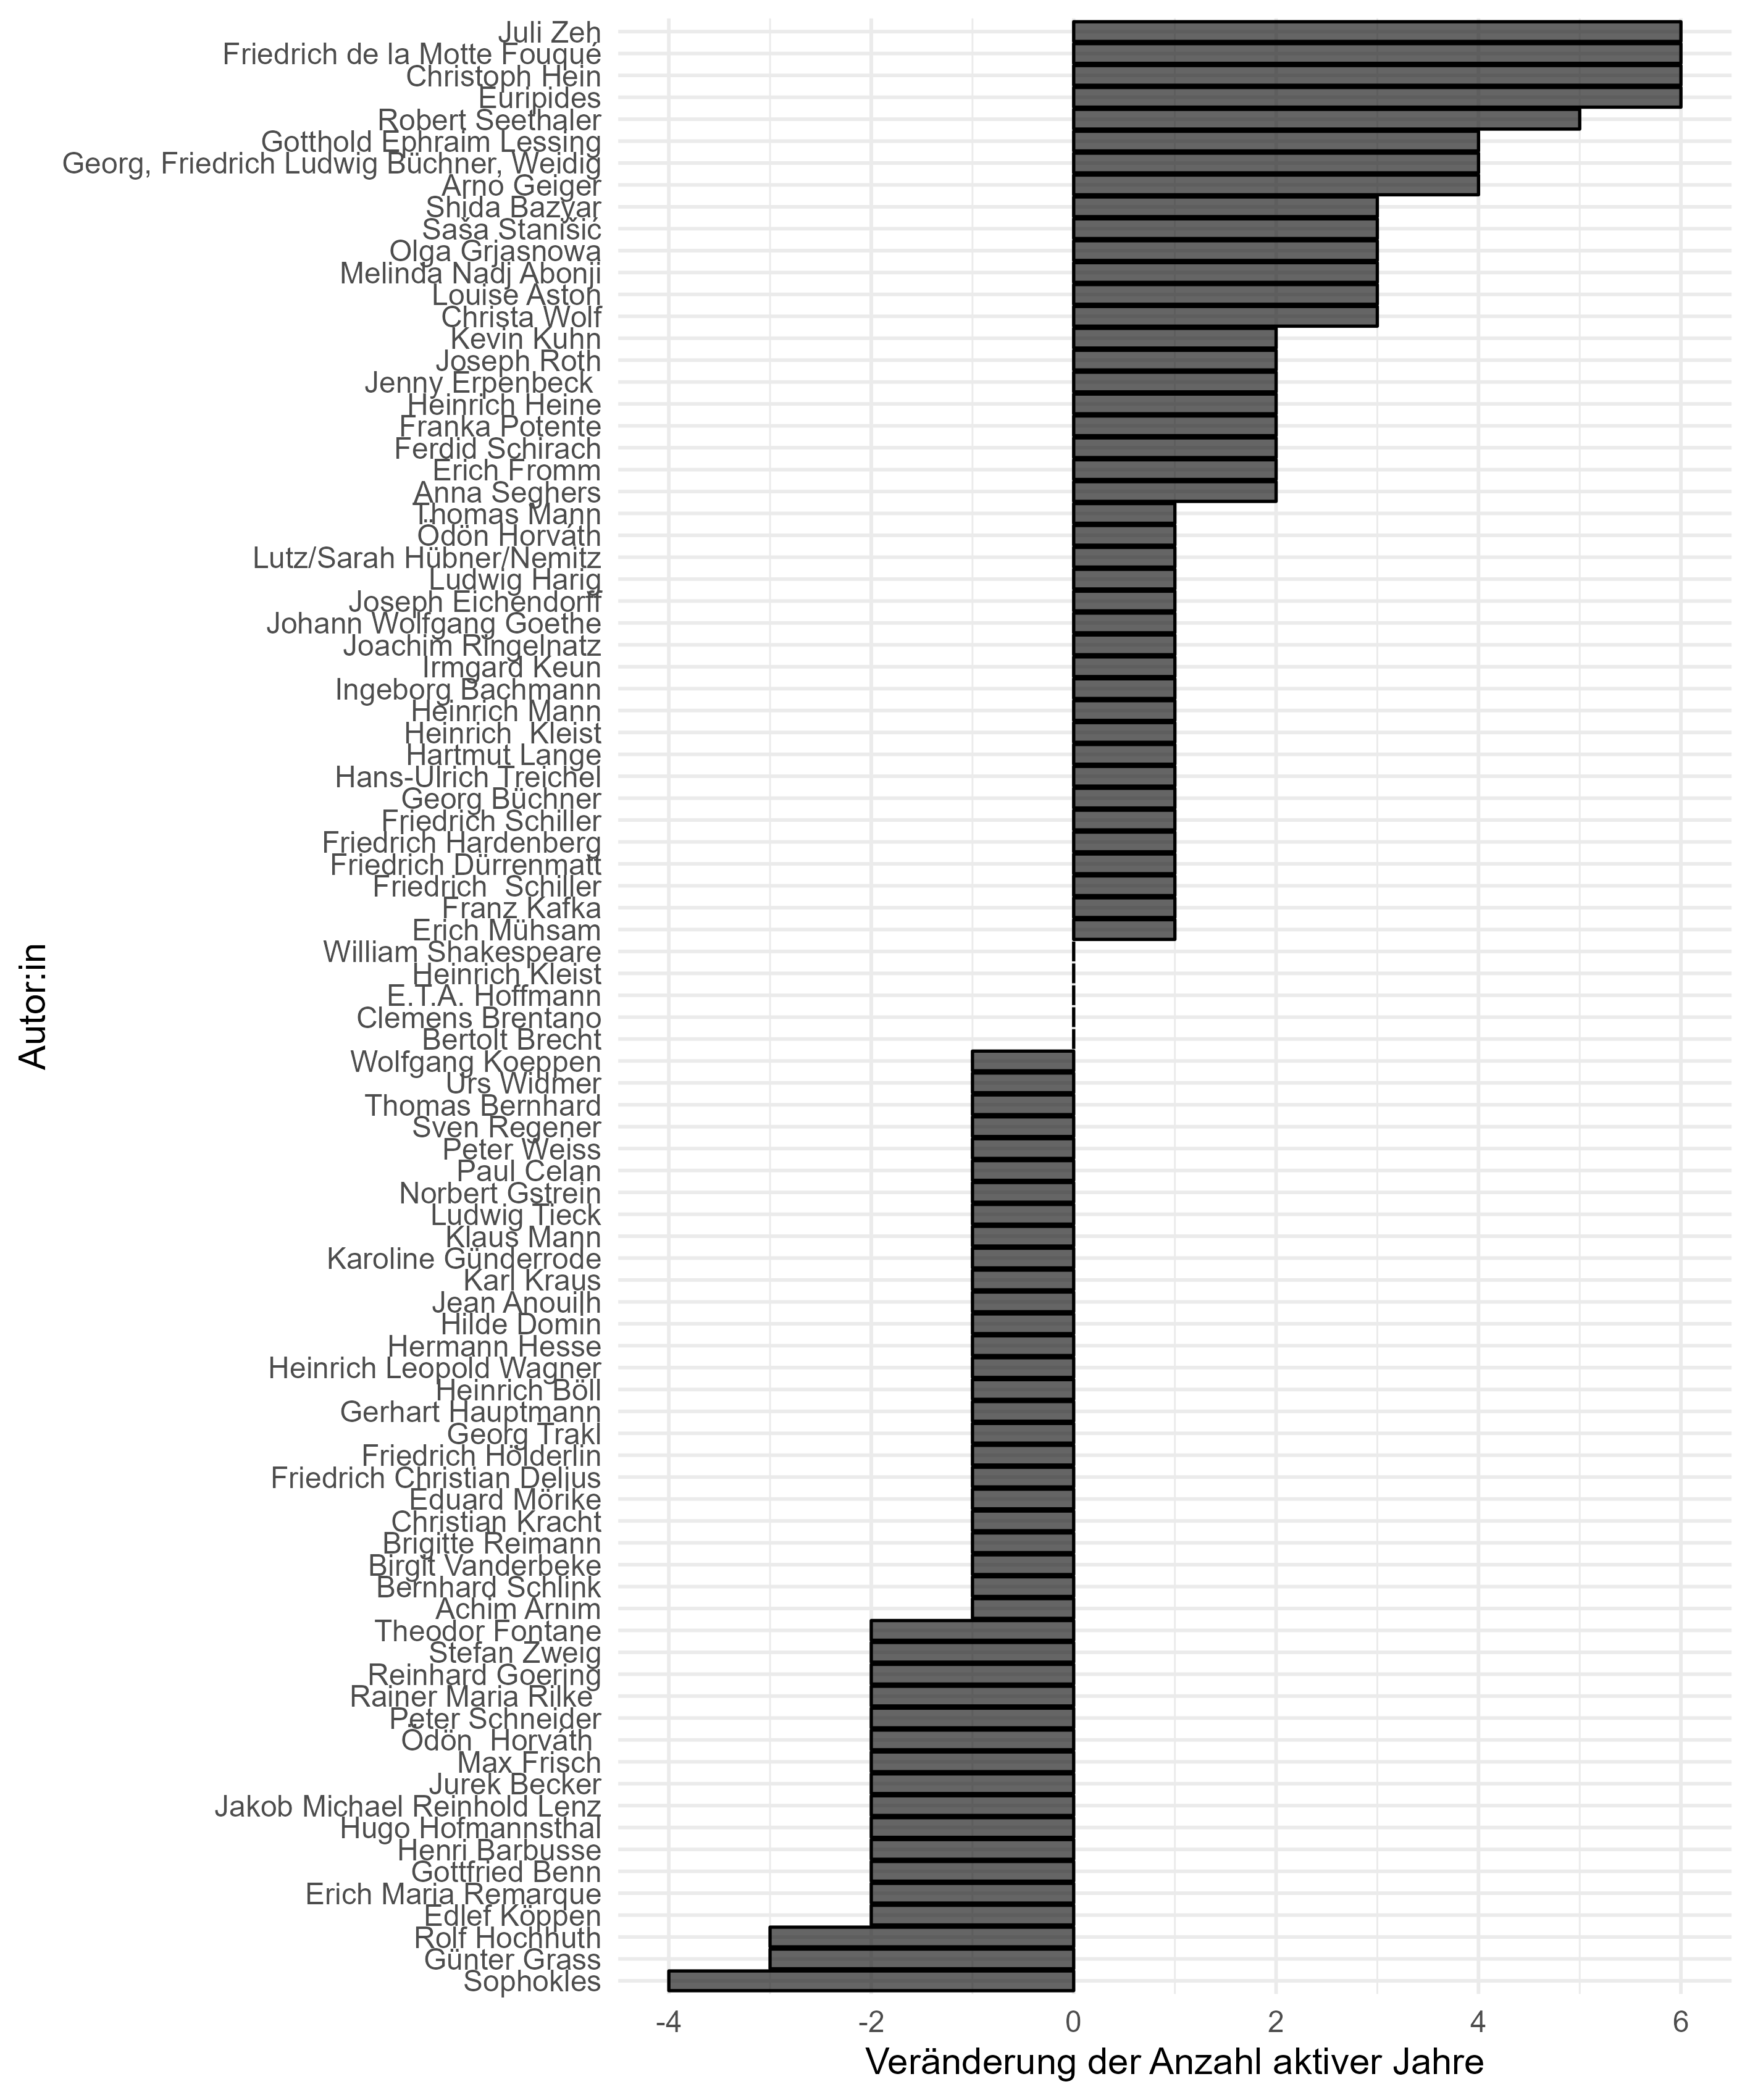 Juli Zeh
Friedrich de la Motte Fouqué
Christoph Hein
Euripides
Robert Seethaler
Gotthold Ephraim Lessing
Georg, Friedrich Ludwig Büchner, Weidig
Arno Geiger
Shida Bazyar
Saša Stanišić
Olga Grjasnowa
Melinda Nadj Abonji
Louise Aston
Christa Wolf
Kevin Kuhn
Joseph Roth
Jenny Erpenbeck
Heinrich Heine
Franka Potente
Ferdid Schirach
Erich Fromm
Anna Seghers
Thomas Mann
Ödön Horváth
Lutz/Sarah Hübner/Nemitz
Ludwig Harig
Joseph Eichendorff
Johann Wolfgang Goethe
Joachim Ringelnatz
Irmgard Keun
Ingeborg Bachmann
Heinrich Mann
Heinrich  Kleist
Hartmut Lange
Hans-Ulrich Treichel
Georg Büchner
Friedrich Schiller
Friedrich Hardenberg
Friedrich Dürrenmatt
Friedrich  Schiller
Franz Kafka
Erich Mühsam
William Shakespeare
Heinrich Kleist
E.T.A. Hoffmann
Clemens Brentano
Bertolt Brecht
Wolfgang Koeppen
Urs Widmer
Thomas Bernhard
Sven Regener
Peter Weiss
Paul Celan
Norbert Gstrein
Ludwig Tieck
Klaus Mann
Karoline Günderrode
Karl Kraus
Jean Anouilh
Hilde Domin
Hermann Hesse
Heinrich Leopold Wagner
Heinrich Böll
Gerhart Hauptmann
Georg Trakl
Friedrich Hölderlin
Friedrich Christian Delius
Eduard Mörike
Christian Kracht
Brigitte Reimann
Birgit Vanderbeke
Bernhard Schlink
Achim Arnim
Theodor Fontane
Stefan Zweig
Reinhard Goering
Rainer Maria Rilke
Peter Schneider
Ödön  Horváth
Max Frisch
Jurek Becker
Jakob Michael Reinhold Lenz
Hugo Hofmannsthal
Henri Barbusse
Gottfried Benn
Erich Maria Remarque
Edlef Köppen
Rolf Hochhuth
Günter Grass
Sophokles
Autor:in
-4 -2 0 2 4 6
Veränderung der Anzahl aktiver Jahre